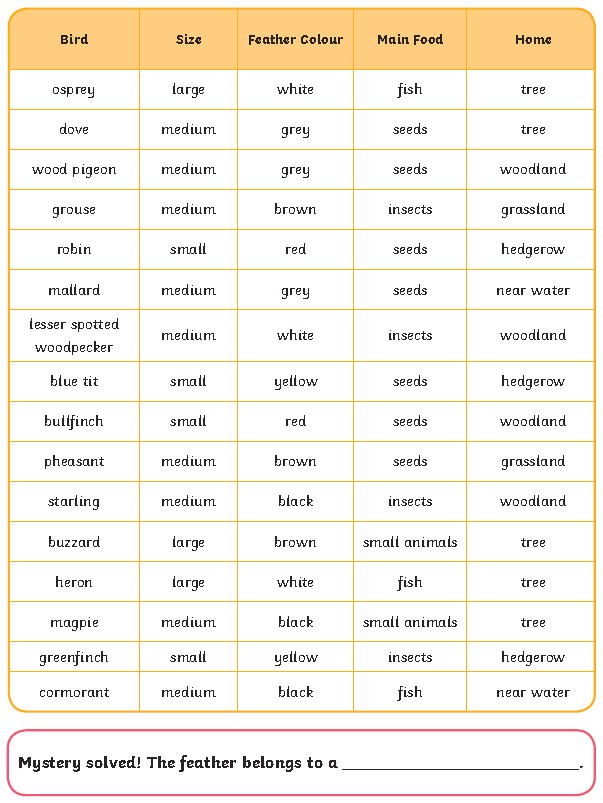 Bird Size Feather Colour Main Food Home
osprey large white fish tree
dove medium grey seeds tree
wood pigeon medium grey seeds woodland
grouse medium brown insects grassland
robin small red seeds hedgerow
mallard medium grey seeds near water
lesser spotted
woodpecker medium white insects woodland
blue tit small yellow seeds hedgerow
bullfinch small red seeds woodland
pheasant medium brown seeds grassland
starling medium black insects woodland
buzzard large brown small animals tree
heron large white fish tree
magpie medium black small animals tree
greenfinch small yellow insects hedgerow
cormorant medium black fish near water
Mystery solved! The feather belongs to a ____________________________.